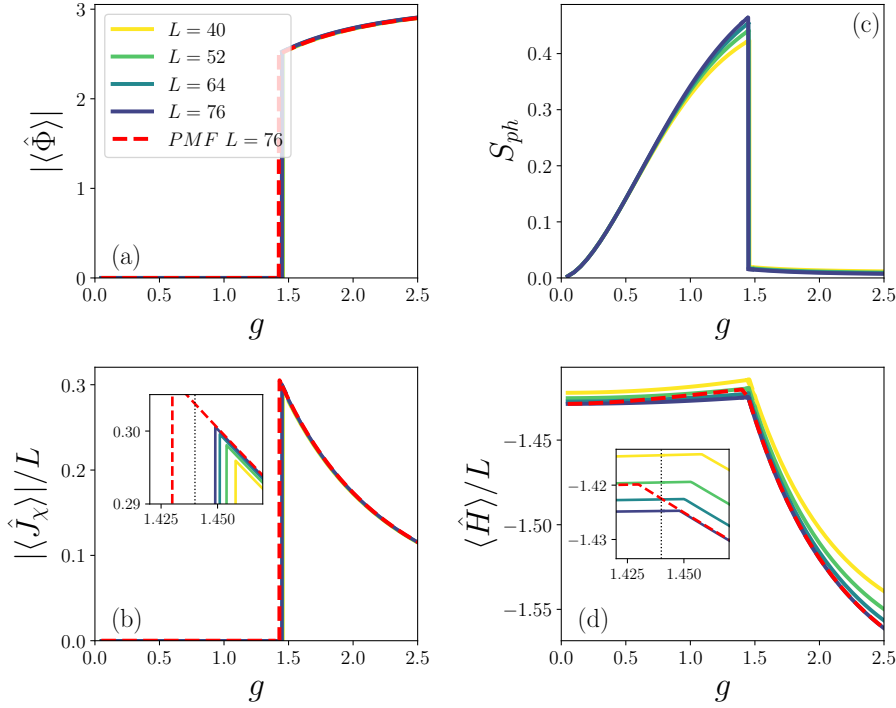 |⟨Φ̂⟩|
3
2
1
0
L = 40
L = 52
L = 64
L = 76
PMF L = 76
(a)
0.0 0.5 1.0 1.5 2.0 2.5
g
S_{ph}
0.4
0.3
0.2
0.1
0.0
(c)
0.0 0.5 1.0 1.5 2.0 2.5
g
|⟨Ĵ_χ⟩|/L
0.3
0.2
0.1
0.0
0.30
0.29
1.425 1.450
(b)
0.0 0.5 1.0 1.5 2.0 2.5
g
⟨Ĥ⟩/L
−1.45
−1.50
−1.55
−1.42
−1.43
1.425 1.450
(d)
0.0 0.5 1.0 1.5 2.0 2.5
g